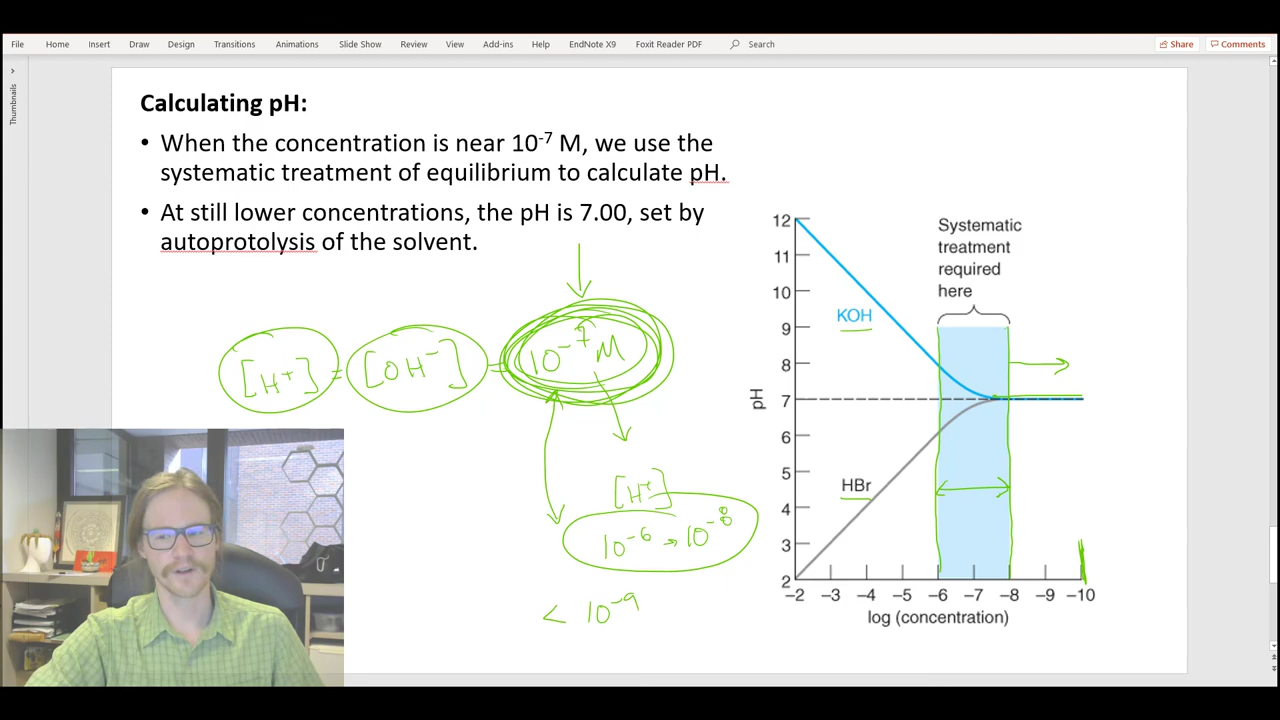 File Home Insert Draw Design Transitions Animations Slide Show Review View Add-ins Help EndNote X9 Foxit Reader PDF Search Share Comments
Thumbnails
Calculating pH:
• When the concentration is near 10⁻⁷ M, we use the
systematic treatment of equilibrium to calculate pH.
• At still lower concentrations, the pH is 7.00, set by
autoprotolysis of the solvent.
[H⁺] = [OH⁻] = 10⁻⁷ M
[H⁺]
10⁻⁶ → 10⁻⁸
< 10⁻⁹
Systematic
treatment
required
here
KOH
HBr
pH
12
11
10
9
8
7
6
5
4
3
2
−2 −3 −4 −5 −6 −7 −8 −9 −10
log (concentration)